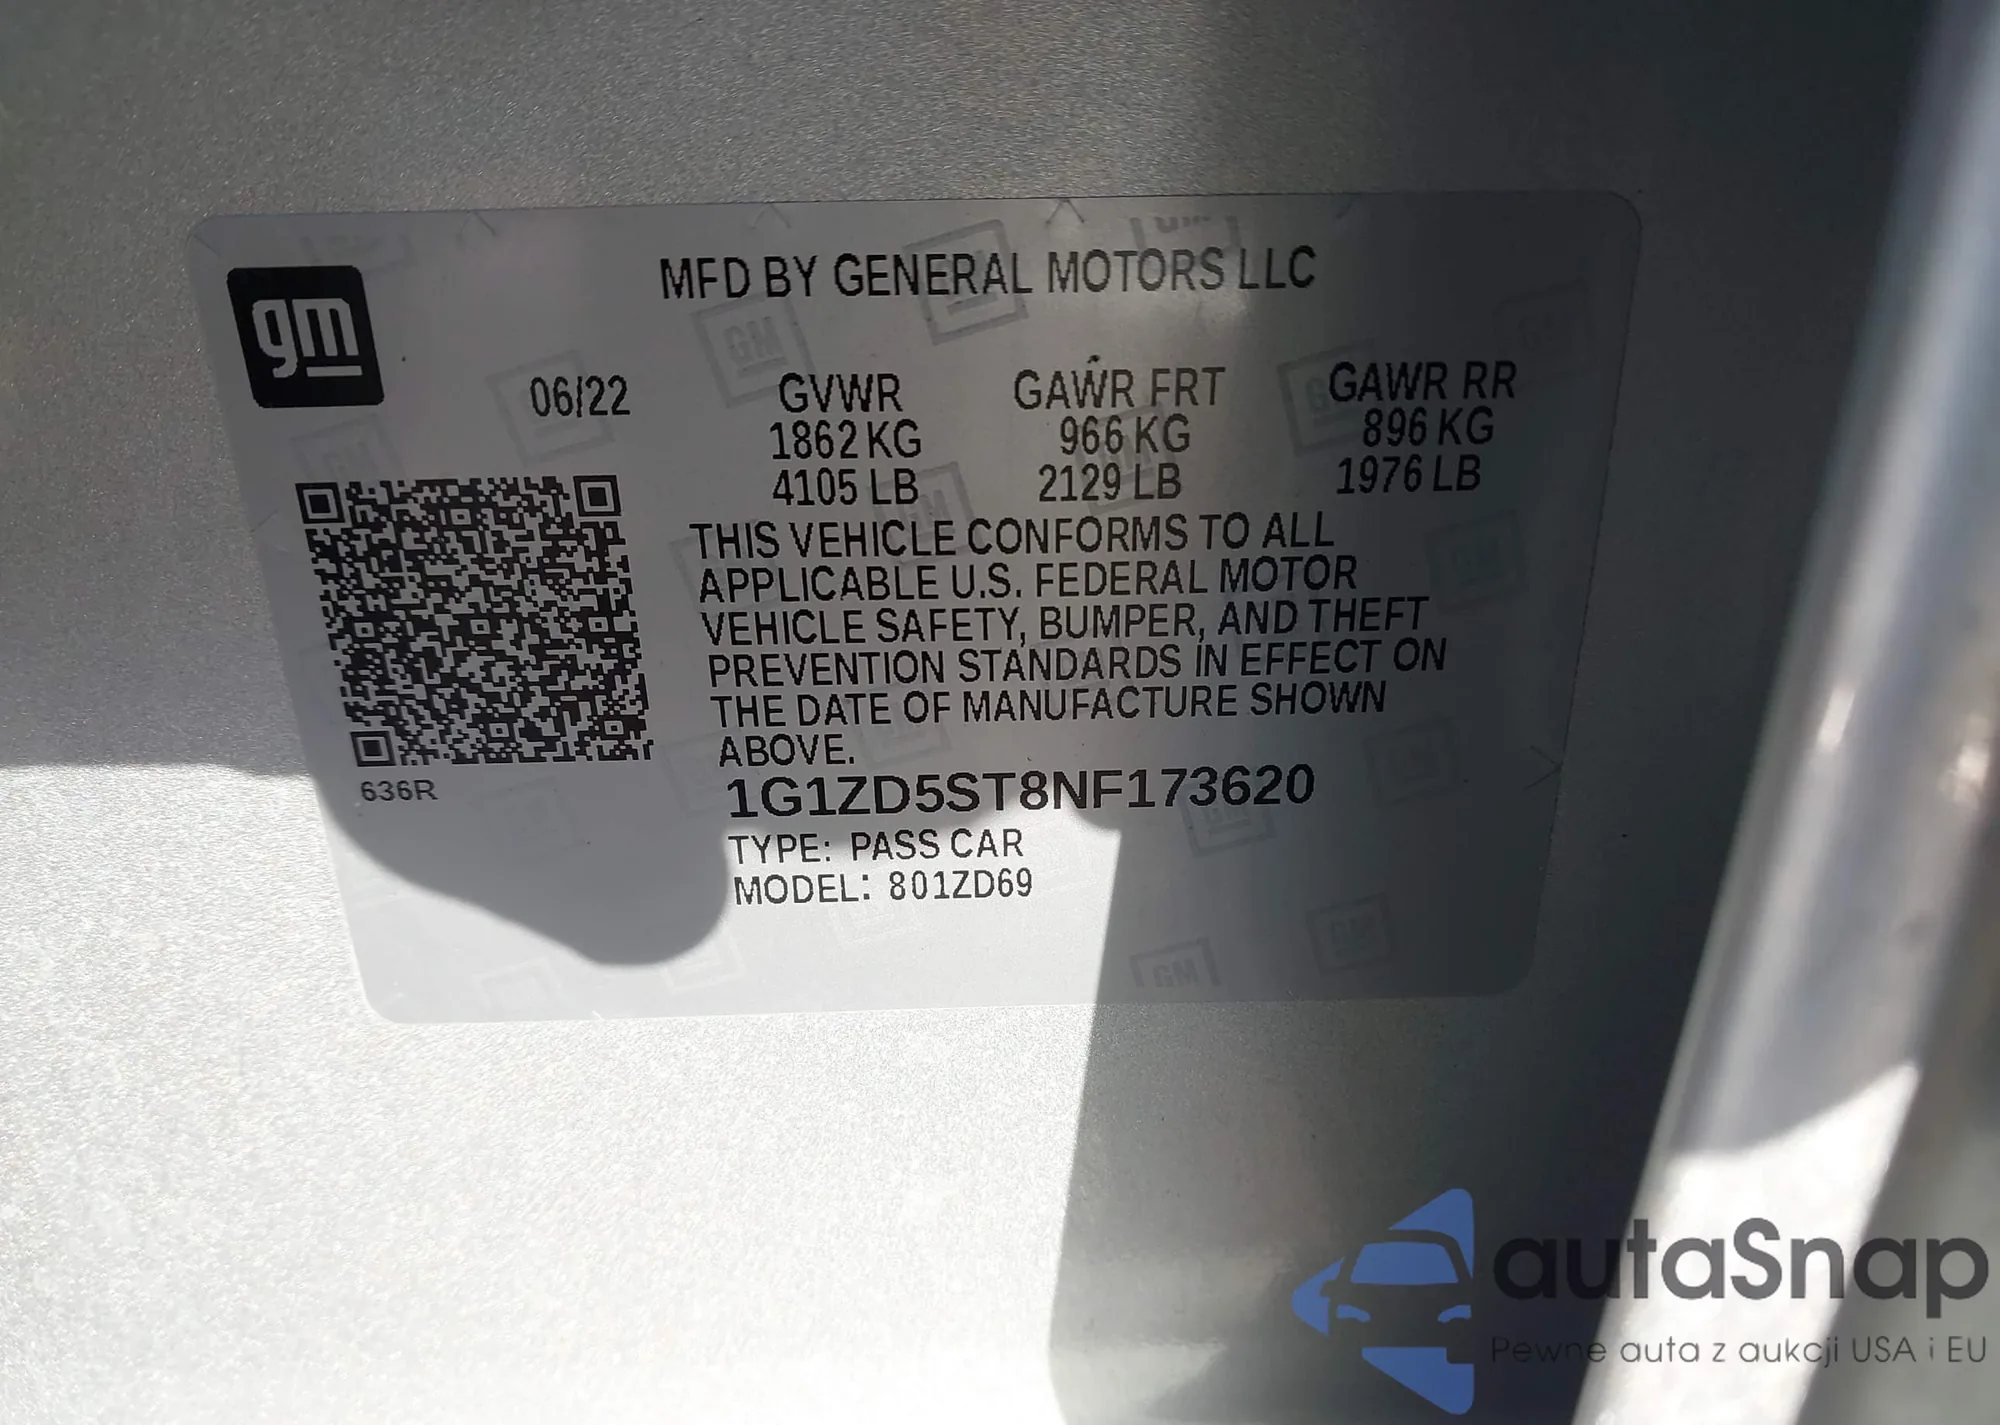 gm
MFD BY GENERAL MOTORS LLC
06/22
GVWR
1862 KG
4105 LB
GAWR FRT
966 KG
2129 LB
GAWR RR
896 KG
1976 LB
THIS VEHICLE CONFORMS TO ALL
APPLICABLE U.S. FEDERAL MOTOR
VEHICLE SAFETY, BUMPER, AND THEFT
PREVENTION STANDARDS IN EFFECT ON
THE DATE OF MANUFACTURE SHOWN
ABOVE.
636R
1G1ZD5ST8NF173620
TYPE: PASS CAR
MODEL: 801ZD69
GM
GM
GM
autaSnap
Pewne auta z aukcji USA i EU